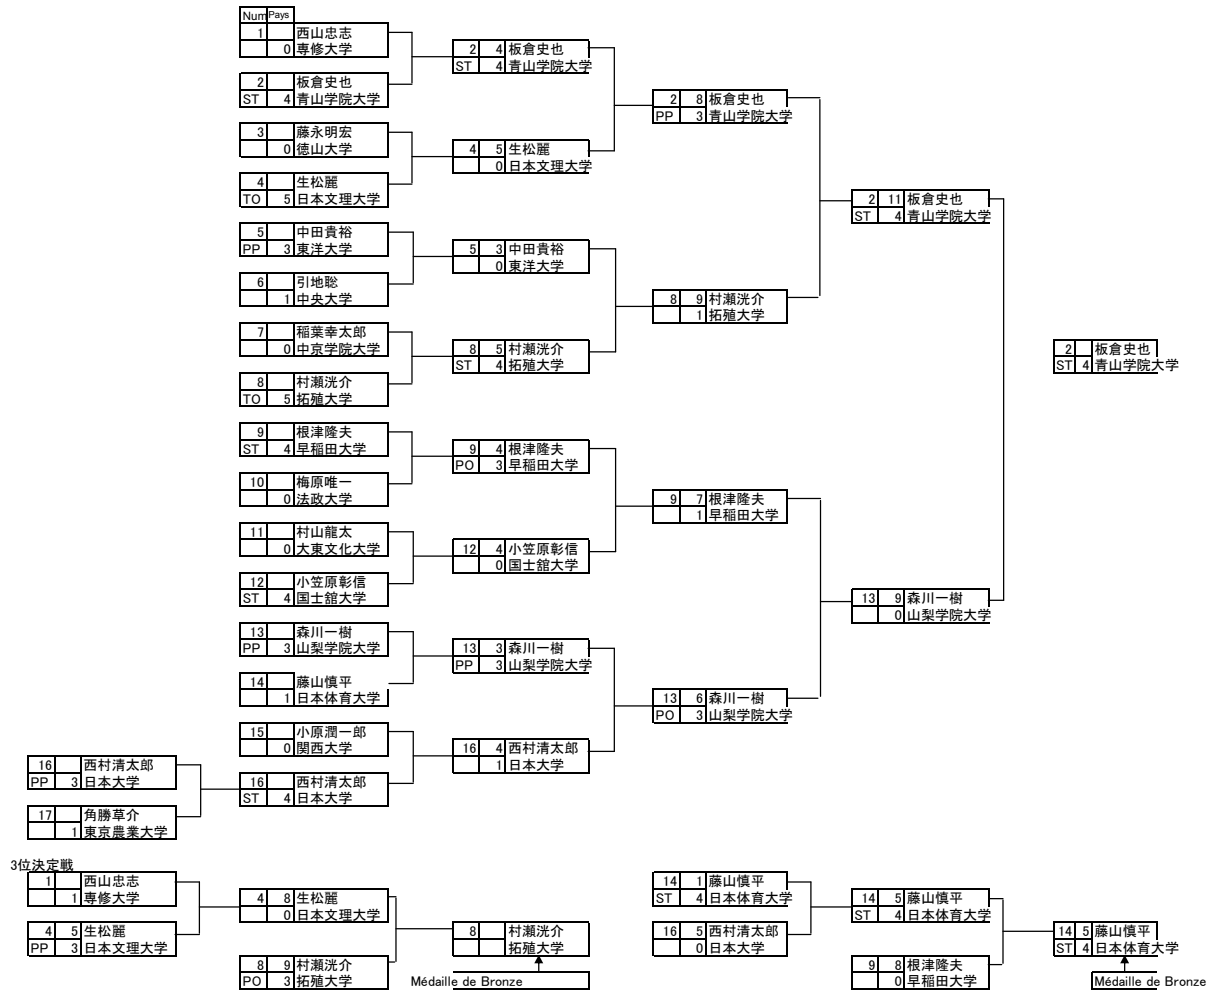 Num Pays
1 西山忠志
0 専修大学
2 板倉史也
ST 4 青山学院大学
3 藤永明宏
0 徳山大学
4 生松麗
TO 5 日本文理大学
5 中田貴裕
PP 3 東洋大学
6 引地聡
1 中央大学
7 稲葉幸太郎
0 中京学院大学
8 村瀬洸介
TO 5 拓殖大学
9 根津隆夫
ST 4 早稲田大学
10 梅原唯一
0 法政大学
11 村山龍太
0 大東文化大学
12 小笠原彰信
ST 4 国士舘大学
13 森川一樹
PP 3 山梨学院大学
14 藤山慎平
1 日本体育大学
15 小原潤一郎
0 関西大学
16 西村清太郎
ST 4 日本大学
16 西村清太郎
PP 3 日本大学
17 角勝草介
1 東京農業大学
2 4 板倉史也
ST 4 青山学院大学
4 5 生松麗
0 日本文理大学
5 3 中田貴裕
0 東洋大学
8 5 村瀬洸介
ST 4 拓殖大学
9 4 根津隆夫
PO 3 早稲田大学
12 4 小笠原彰信
0 国士舘大学
13 3 森川一樹
PP 3 山梨学院大学
16 4 西村清太郎
1 日本大学
2 8 板倉史也
PP 3 青山学院大学
8 9 村瀬洸介
1 拓殖大学
9 7 根津隆夫
1 早稲田大学
13 6 森川一樹
PO 3 山梨学院大学
2 11 板倉史也
ST 4 青山学院大学
13 9 森川一樹
0 山梨学院大学
2 板倉史也
ST 4 青山学院大学
3位決定戦
1 西山忠志
1 専修大学
4 5 生松麗
PP 3 日本文理大学
4 8 生松麗
0 日本文理大学
8 9 村瀬洸介
PO 3 拓殖大学
8 村瀬洸介
拓殖大学
Médaille de Bronze
14 1 藤山慎平
ST 4 日本体育大学
16 5 西村清太郎
0 日本大学
14 5 藤山慎平
ST 4 日本体育大学
9 8 根津隆夫
0 早稲田大学
14 5 藤山慎平
ST 4 日本体育大学
Médaille de Bronze